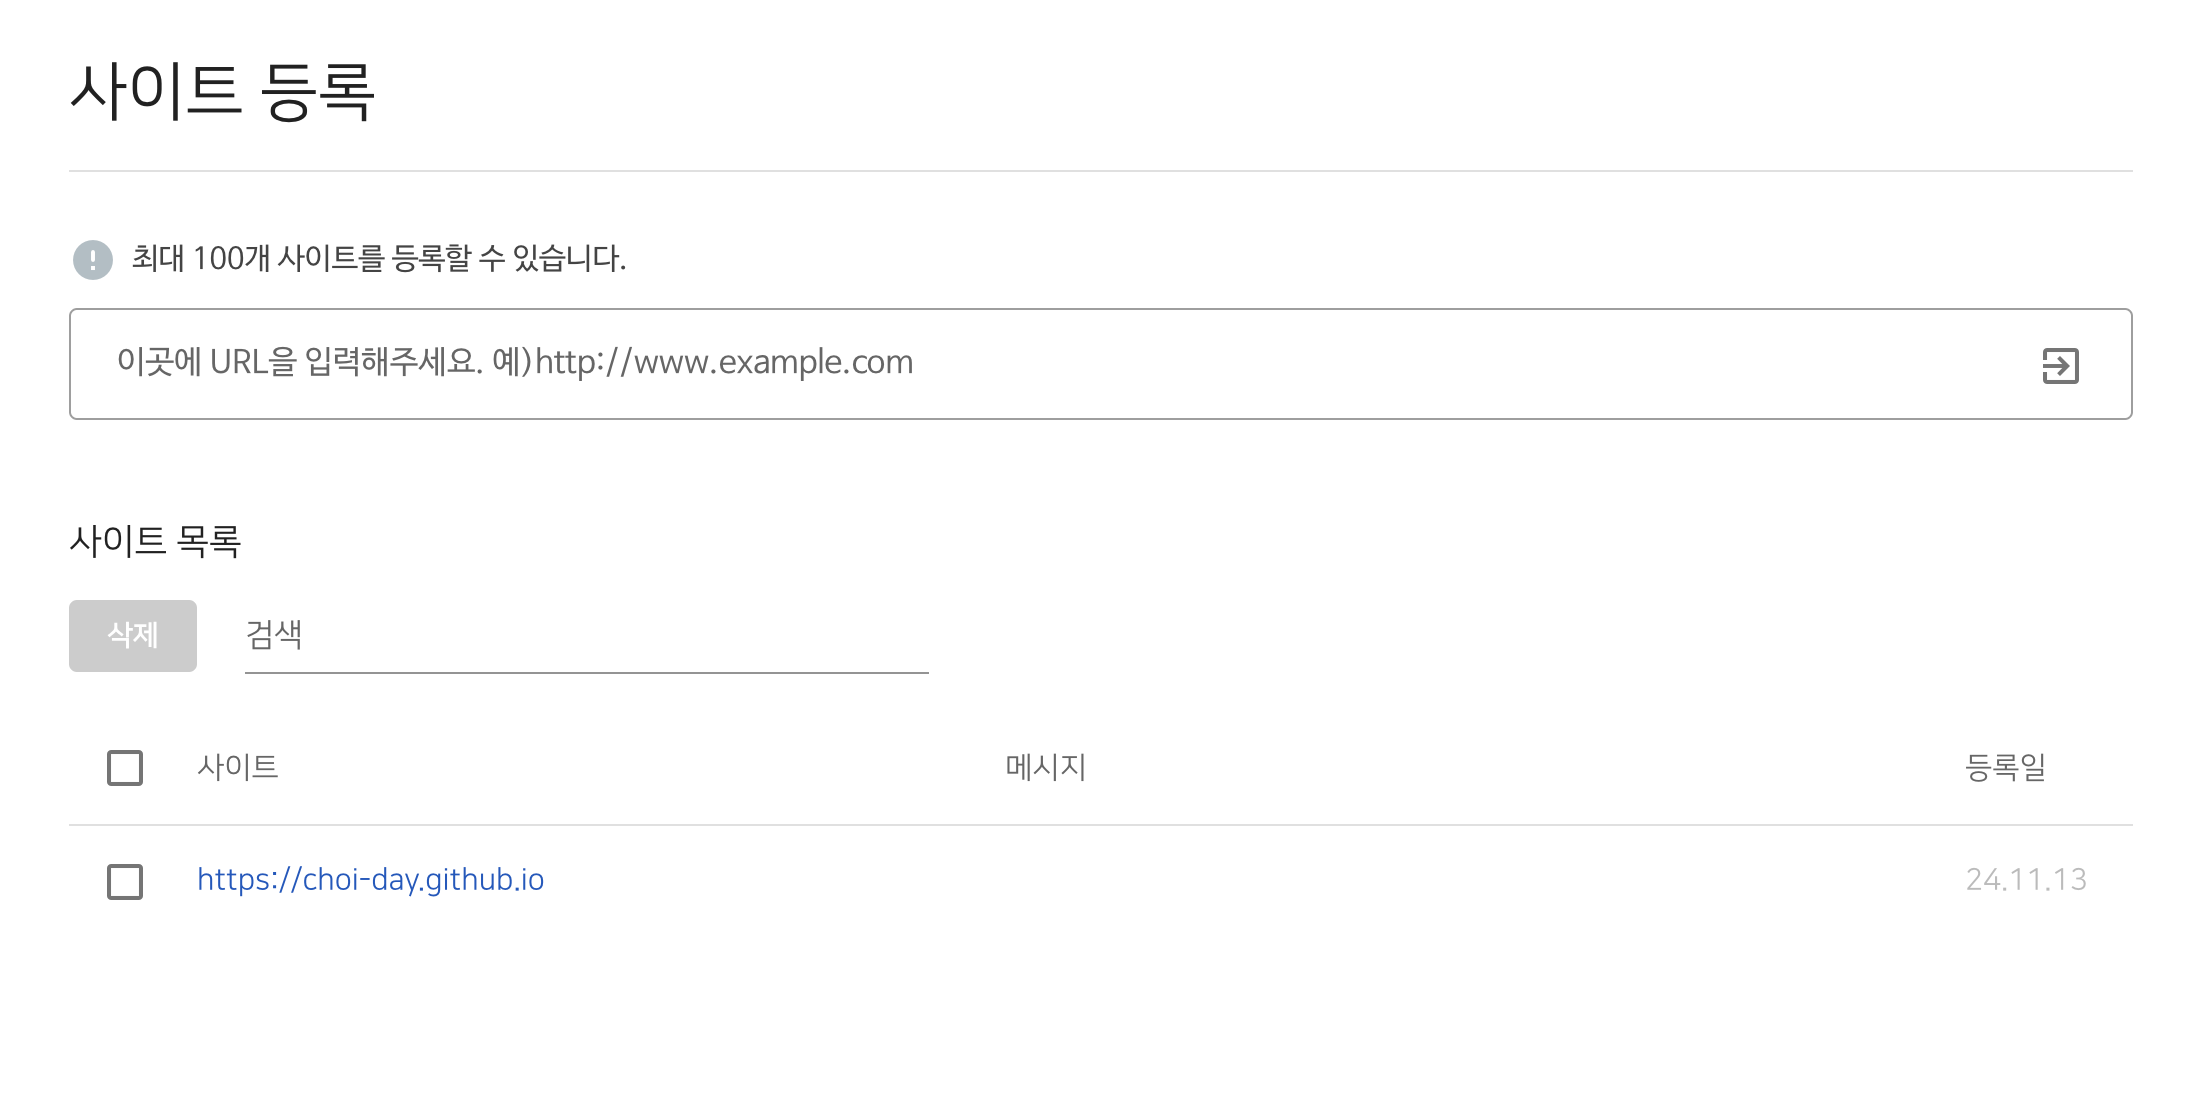 사이트 등록
최대 100개 사이트를 등록할 수 있습니다.
이곳에 URL을 입력해주세요. 예)http://www.example.com
사이트 목록
삭제 검색
사이트 메시지 등록일
https://choi-day.github.io 24.11.13